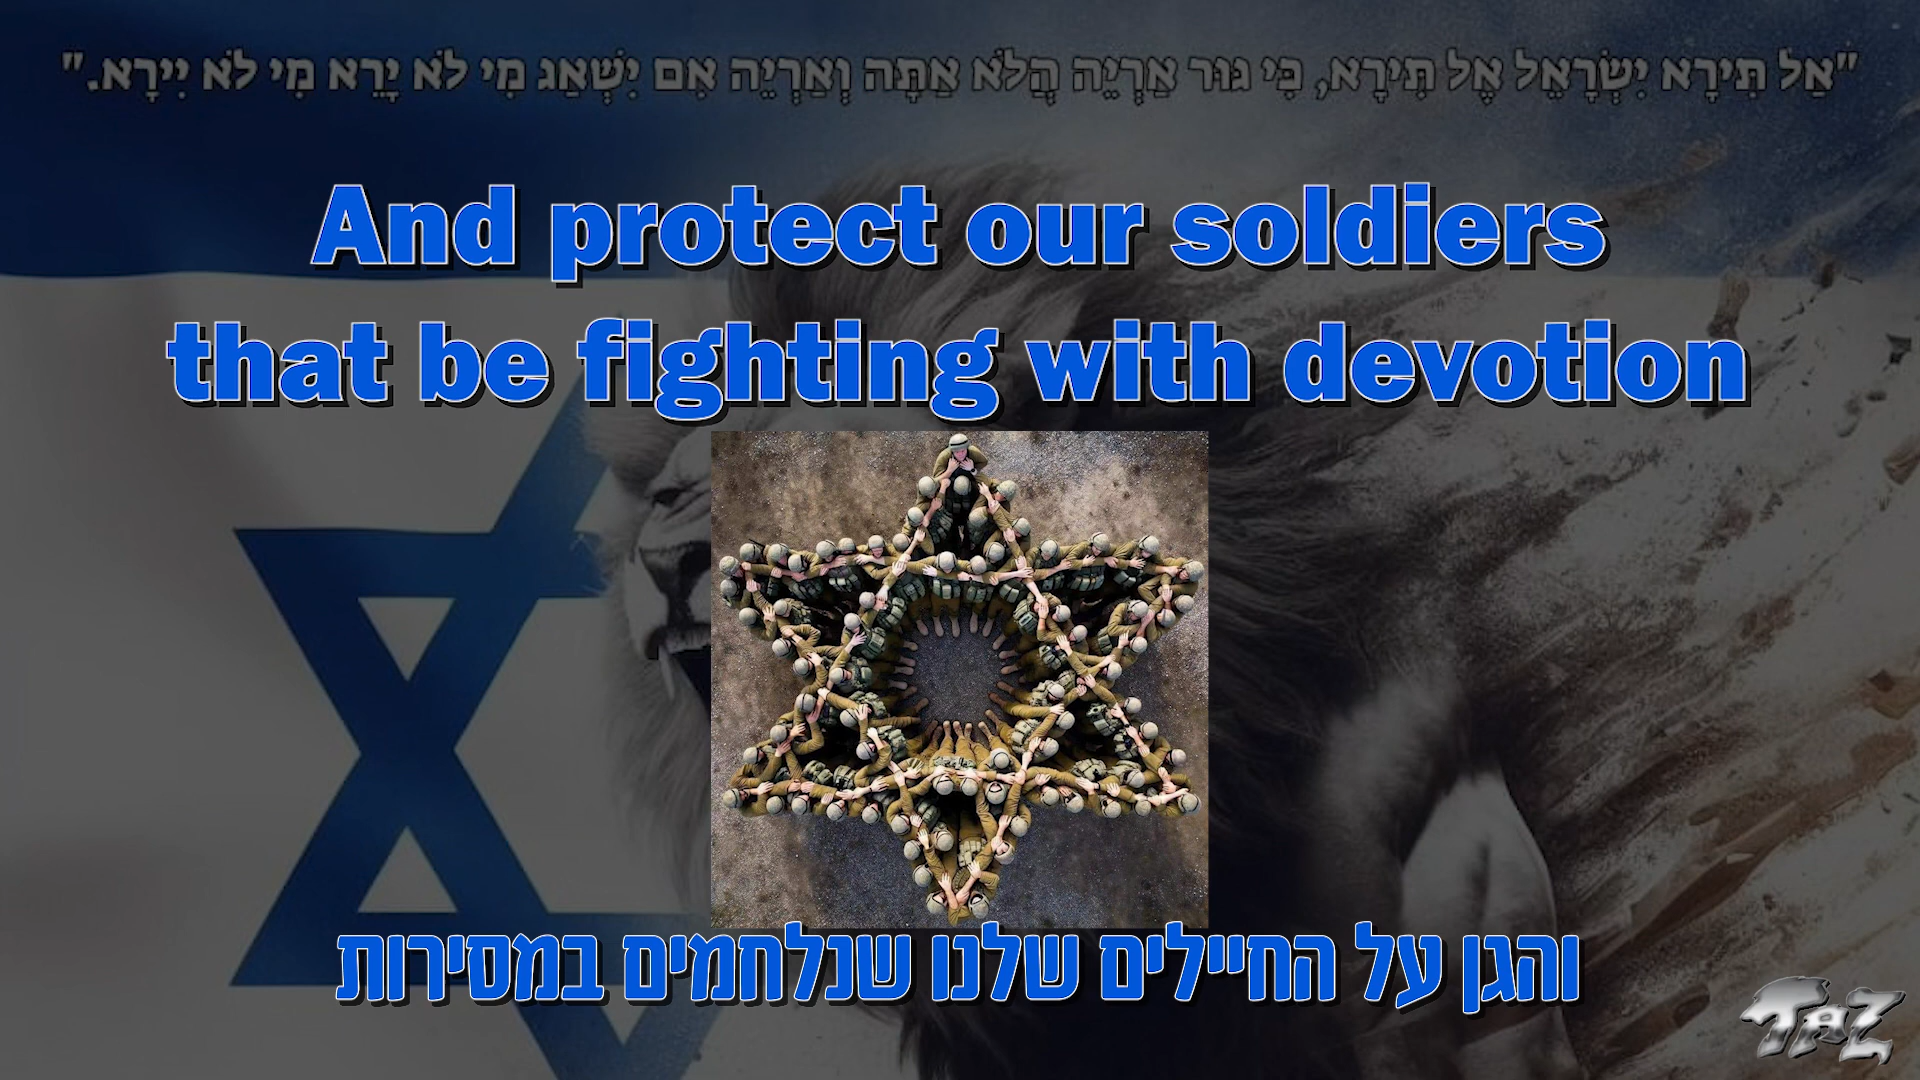 "אַל תִּירָא יִשְׂרָאֵל אֶל תִּירָא, כִּי גּוּר אַרְיֵה הֲלֹא אַתָּה וְאַרְיֵה אִם יִשְׁאַג מִי לֹא יָרֵא מִי לֹא יִירָא."
And protect our soldiers
that be fighting with devotion
והגן על החיילים שלנו שנלחמים במסירות
TAZ